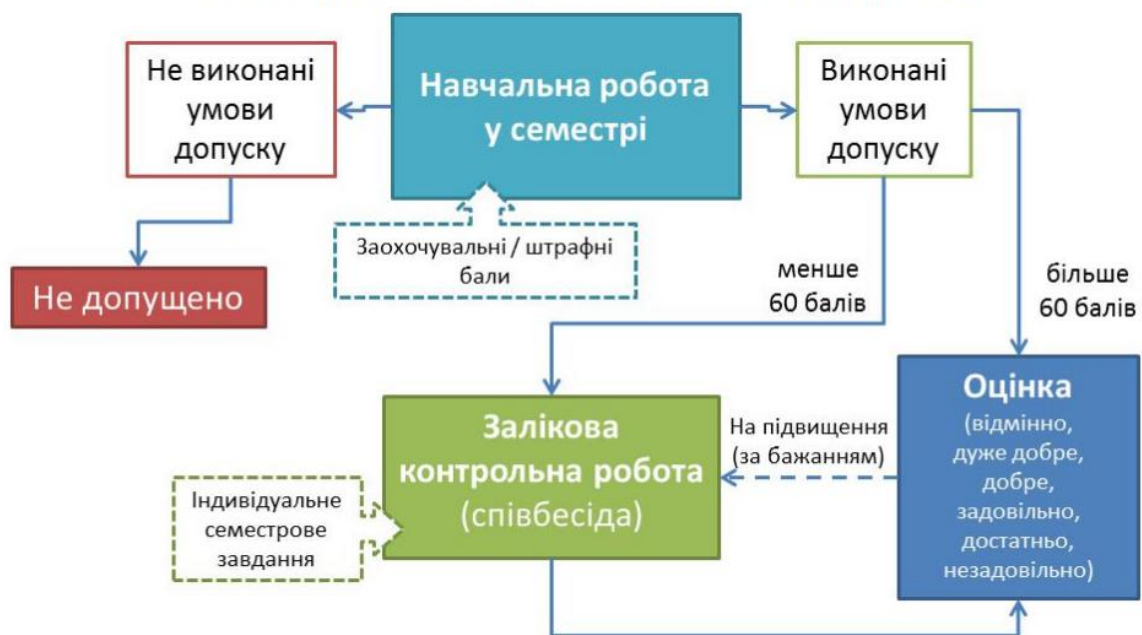 Не виконані
умови
допуску
Навчальна робота
у семестрі
Виконані
умови
допуску
Заохочувальні / штрафні
бали
Не допущено
менше
60 балів
більше
60 балів
Залікова
контрольна робота
(співбесіда)
На підвищення
(за бажанням)
Оцінка
(відмінно,
дуже добре,
добре,
задовільно,
достатньо,
незадовільно)
Індивідуальне
семестрове
завдання